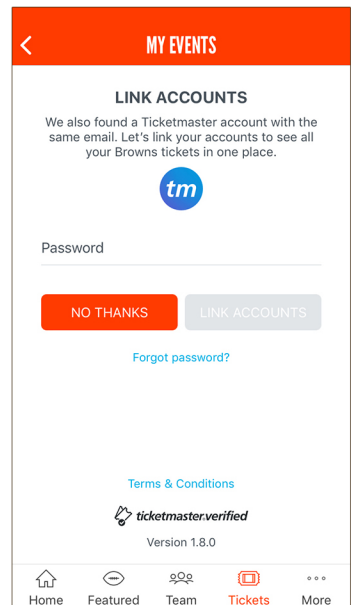 MY EVENTS
LINK ACCOUNTS
We also found a Ticketmaster account with the
same email. Let's link your accounts to see all
your Browns tickets in one place.
tm
Password
NO THANKS
LINK ACCOUNTS
Forgot password?
Terms & Conditions
ticketmaster.verified
Version 1.8.0
Home Featured Team Tickets More